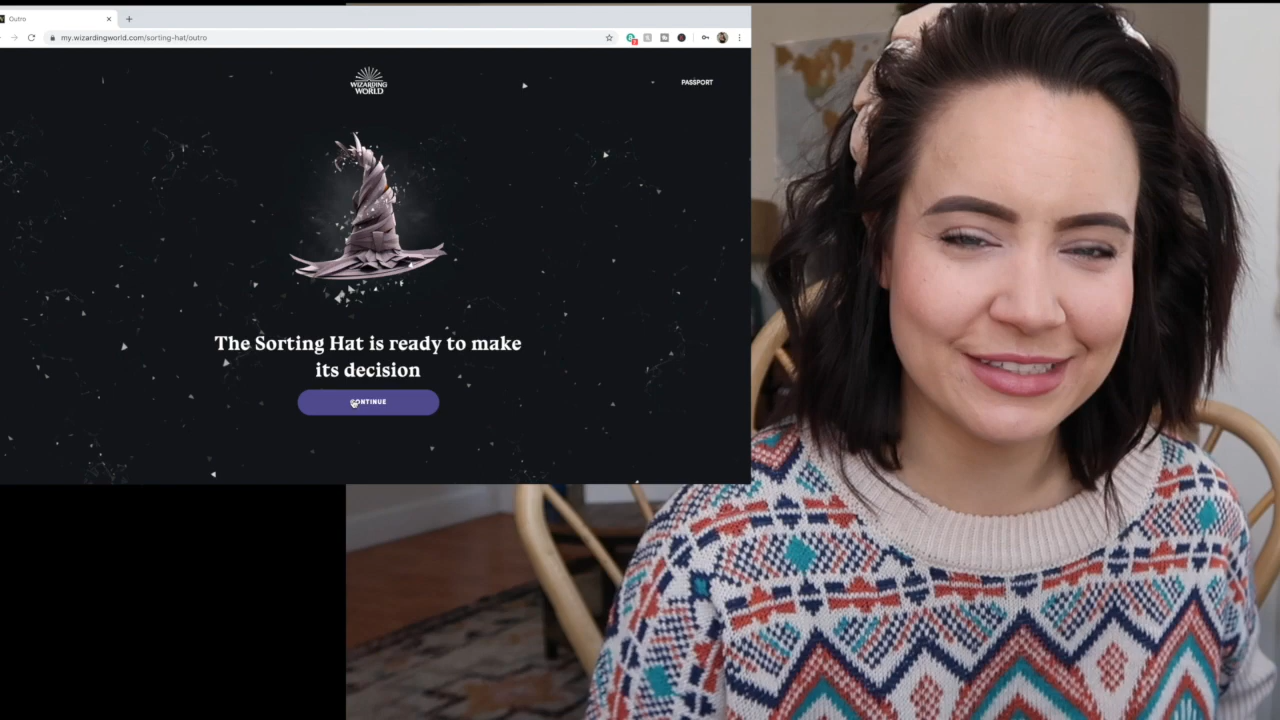 Outro
my.wizardingworld.com/sorting-hat/outro
WIZARDING
WORLD
PASSPORT
The Sorting Hat is ready to make
its decision
CONTINUE